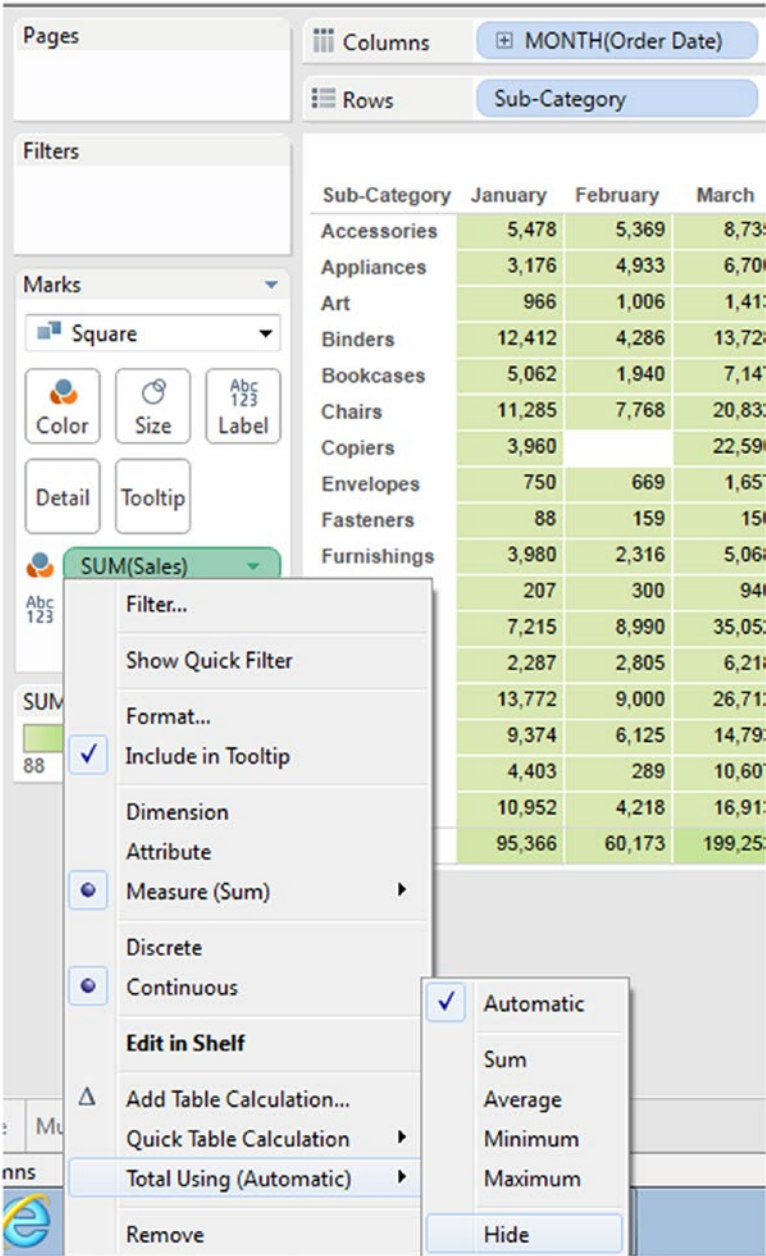 Pages
Columns
MONTH(Order Date)
Rows
Sub-Category
Filters
Sub-Category January February March
Accessories 5,478 5,369
Appliances 3,176 4,933
Art 966 1,006
Binders 12,412 4,286
Bookcases 5,062 1,940
Chairs 11,285 7,768
Copiers 3,960
Envelopes 750 669
Fasteners 88 159
Furnishings 3,980 2,316
207 300
7,215 8,990
2,287 2,805
13,772 9,000
9,374 6,125
4,403 289
10,952 4,218
95,366 60,173
Marks
Square
Color
Size
Abc
123
Label
Detail
Tooltip
SUM(Sales)
Abc
123
SUM
88
Filter...
Show Quick Filter
Format...
Include in Tooltip
Dimension
Attribute
Measure (Sum)
Discrete
Continuous
Edit in Shelf
Add Table Calculation...
Quick Table Calculation
Total Using (Automatic)
Remove
Automatic
Sum
Average
Minimum
Maximum
Hide